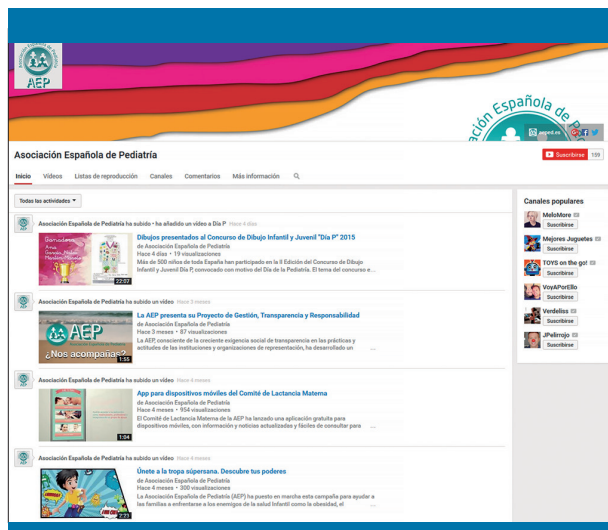 Asociación Española de Pediatría
AEP
ción Española de P
aeped.es
Asociación Española de Pediatría
Suscribirse 159
Inicio Vídeos Listas de reproducción Canales Comentarios Más información
Todas las actividades
Asociación Española de Pediatría ha subido • ha añadido un vídeo a Día P Hace 4 días
Dibujos presentados al Concurso de Dibujo Infantil y Juvenil "Día P" 2015
de Asociación Española de Pediatría
Hace 4 días • 19 visualizaciones
Más de 500 niños de toda España han participado en la II Edición del Concurso de Dibujo
Infantil y Juvenil Día P, convocado con motivo del Día de la Pediatría. El tema del concurso e...
Ganadora
22:07
Asociación Española de Pediatría ha subido un vídeo Hace 3 meses
La AEP presenta su Proyecto de Gestión, Transparencia y Responsabilidad
de Asociación Española de Pediatría
Hace 3 meses • 87 visualizaciones
La AEP, consciente de la creciente exigencia social de transparencia en las prácticas y
actitudes de las instituciones y organizaciones de representación, ha desarrollado un ...
AEP
¿Nos acompañas?
1:55
Asociación Española de Pediatría ha subido un vídeo Hace 4 meses
App para dispositivos móviles del Comité de Lactancia Materna
de Asociación Española de Pediatría
Hace 4 meses • 954 visualizaciones
El Comité de Lactancia Materna de la AEP ha lanzado una aplicación gratuita para
dispositivos móviles, con información y noticias actualizadas y fáciles de consultar para ...
1:04
Asociación Española de Pediatría ha subido un vídeo Hace 4 meses
Únete a la tropa súpersana. Descubre tus poderes
de Asociación Española de Pediatría
Hace 4 meses • 300 visualizaciones
La Asociación Española de Pediatría (AEP) ha puesto en marcha esta campaña para ayudar a
las familias a enfrentarse a los enemigos de la salud infantil como la obesidad, el ...
Canales populares
MeloMore
Suscribirse
Mejores Juguetes
Suscribirse
TOYS on the go!
Suscribirse
VoyAPorEllo
Suscribirse
Verdeliss
Suscribirse
JPelirrojo
Suscribirse